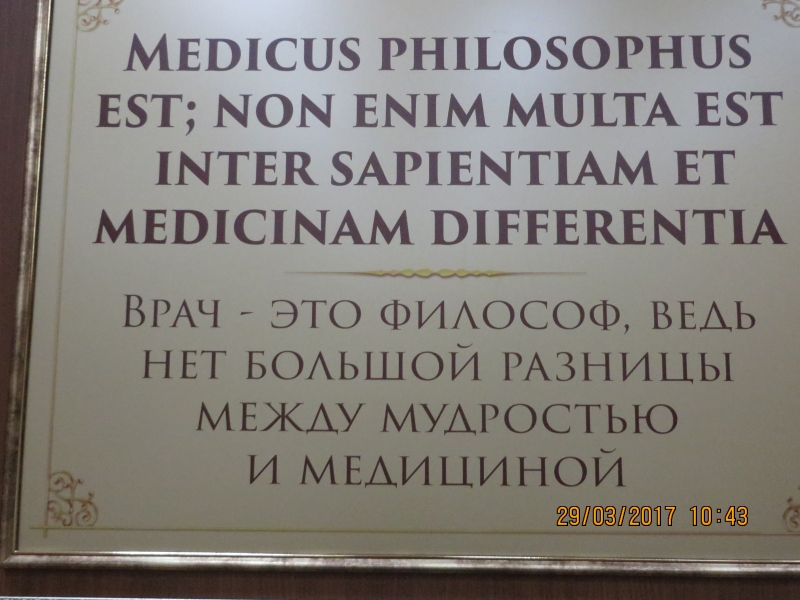 MEDICUS PHILOSOPHUS
EST; NON ENIM MULTA EST
INTER SAPIENTIAM ET
MEDICINAM DIFFERENTIA
ВРАЧ - ЭТО ФИЛОСОФ, ВЕДЬ
НЕТ БОЛЬШОЙ РАЗНИЦЫ
МЕЖДУ МУДРОСТЬЮ
И МЕДИЦИНОЙ
29/03/2017 10:43